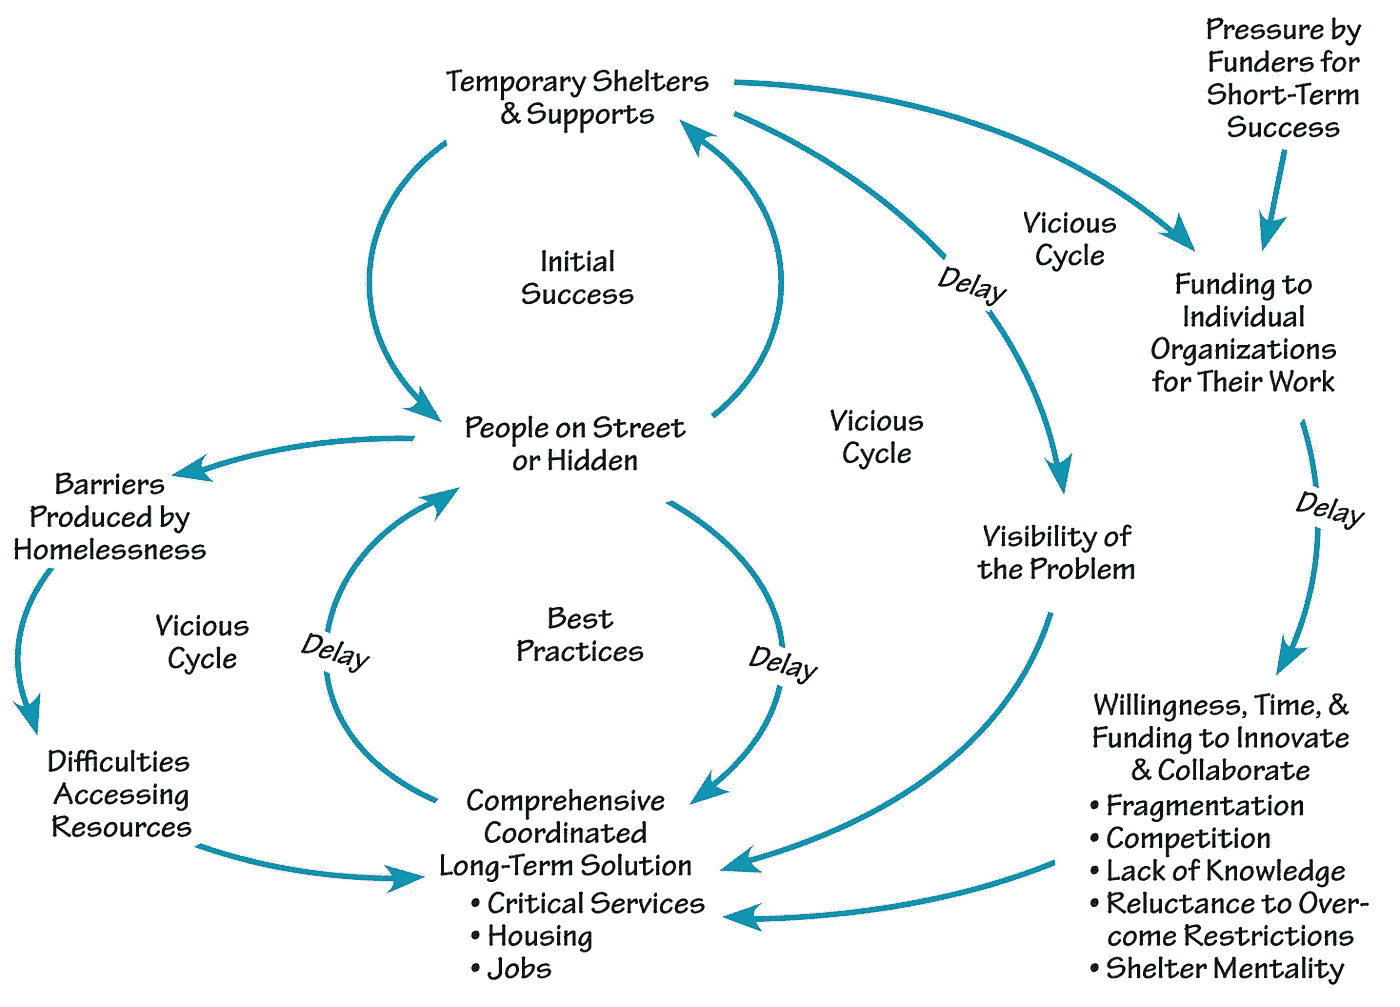 Pressure by
Funders for
Short-Term
Success
Temporary Shelters
& Supports
Vicious
Cycle
Initial
Success
Delay
Funding to
Individual
Organizations
for Their Work
People on Street
or Hidden
Vicious
Cycle
Barriers
Produced by
Homelessness
Delay
Visibility of
the Problem
Vicious
Cycle
Delay
Best
Practices
Delay
Willingness, Time, &
Funding to Innovate
& Collaborate
• Fragmentation
• Competition
• Lack of Knowledge
• Reluctance to Over-
come Restrictions
• Shelter Mentality
Difficulties
Accessing
Resources
Comprehensive
Coordinated
Long-Term Solution
• Critical Services
• Housing
• Jobs